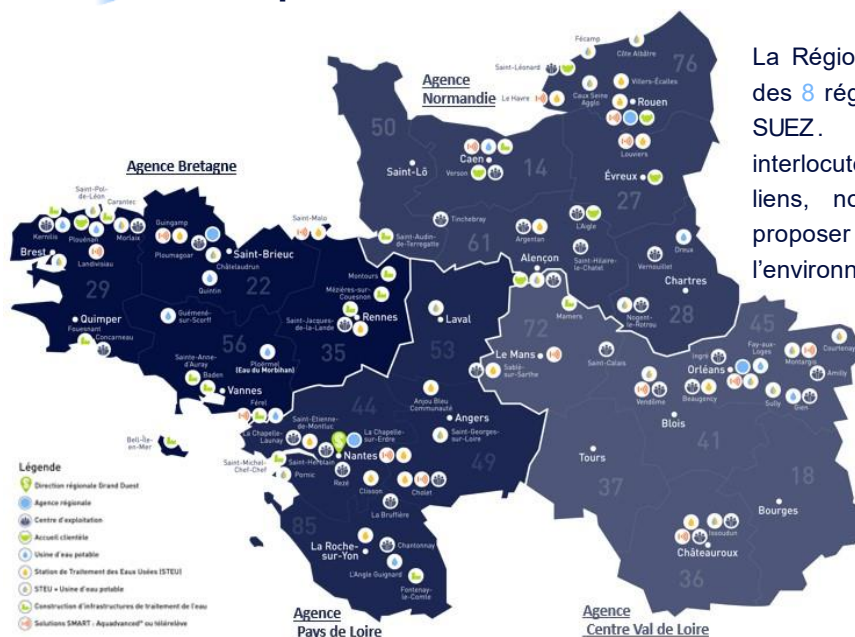 La Régio
des 8 rég
SUEZ.
interlocute
liens, no
proposer
l'environn
Agence
Normandie
Fécamp
Côte Albâtre
76
Saint-Léonard
Villers-Écalles
Le Havre
Caux Seine
Agglo
Rouen
Louviers
50
Saint-Lô
Caen
14
Verson
Évreux
27
Tinchebray
L'Aigle
61
Argentan
Saint-Aubin-
de-Terregatte
Saint-Hilaire-
le-Chatel
Dreux
Vernouillet
Alençon
Chartres
28
Nogent-
le-Rotrou
Agence Bretagne
Saint-Pol-
de-Léon
Carantec
Kernilis
Plouénan
Morlaix
Guingamp
Ploumagoar
Saint-Malo
Brest
Landivisiau
Saint-Brieuc
Châtelaudrun
Quintin
22
29
Montours
Mézières-sur-
Couesnon
Quimper
Guémené-
sur-Scorff
Saint-Jacques-
de-la-Lande
Rennes
35
Fouesnant
Concarneau
56
Ploërmel
(Eau du Morbihan)
Sainte-Anne-
d'Auray
Baden
Vannes
Férel
Bell-Île-
en-Mer
Laval
53
72
Mamers
Le Mans
Saint-Calais
Sablé-
sur-Sarthe
Anjou Bleu
Communauté
44
Saint-Etienne-
de-Montluc
La Chapelle-
Launay
La Chapelle-
sur-Erdre
Angers
Saint-Georges-
sur-Loire
49
Saint-Herblain
Nantes
Saint-Michel-
Chef-Chef
Pornic
Rezé
Clisson
Cholet
La Bruffière
85
La Roche-
sur-Yon
Chantonnay
L'Angle Guignard
Fontenay-
le-Comte
Agence
Pays de Loire
45
Fay-aux-
Loges
Ingré
Orléans
Montargis
Courtenay
Amilly
Sully
Gien
Vendôme
Beaugency
Blois
41
Tours
37
18
Bourges
Issoudun
Châteauroux
36
Agence
Centre Val de Loire
Légende
Direction régionale Grand Ouest
Agence régionale
Centre d'exploitation
Accueil clientèle
Usine d'eau potable
Station de Traitement des Eaux Usées (STEU)
STEU + Usine d'eau potable
Construction d'infrastructures de traitement de l'eau
Solutions SMART : Aquadvanced® ou télérelève